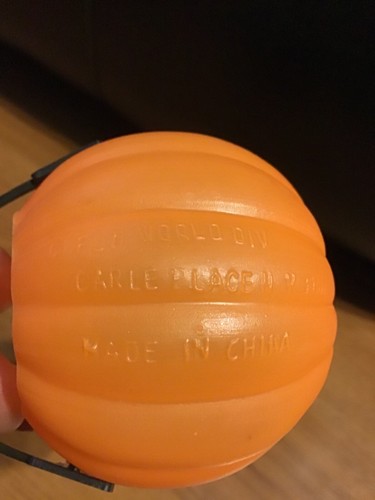 WORLD DIV
CARLE PLACE N.Y.
MADE IN CHINA